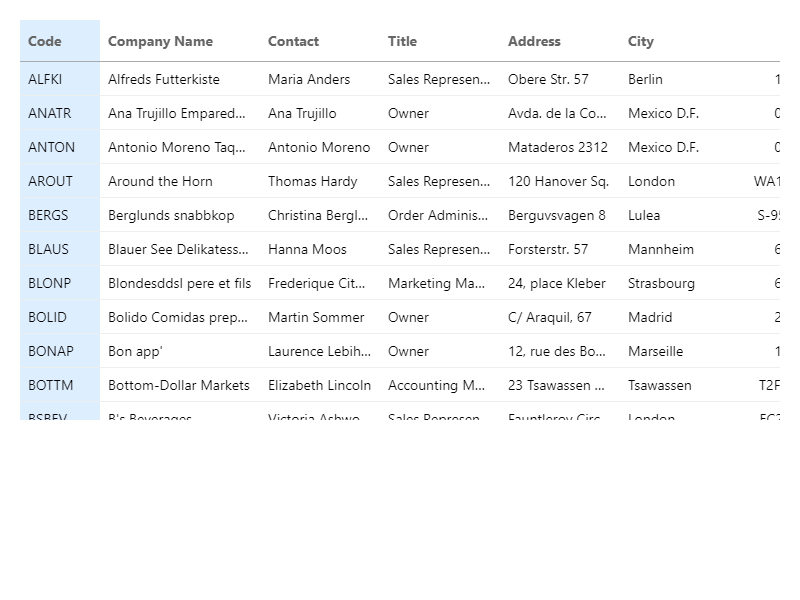 Code Company Name Contact Title Address City
ALFKI Alfreds Futterkiste Maria Anders Sales Represen... Obere Str. 57 Berlin 1
ANATR Ana Trujillo Empared... Ana Trujillo Owner Avda. de la Co... Mexico D.F. 0
ANTON Antonio Moreno Taq... Antonio Moreno Owner Mataderos 2312 Mexico D.F. 0
AROUT Around the Horn Thomas Hardy Sales Represen... 120 Hanover Sq. London WA1
BERGS Berglunds snabbkop Christina Bergl... Order Adminis... Berguvsvagen 8 Lulea S-95
BLAUS Blauer See Delikatess... Hanna Moos Sales Represen... Forsterstr. 57 Mannheim 6
BLONP Blondesddsl pere et fils Frederique Cit... Marketing Ma... 24, place Kleber Strasbourg 6
BOLID Bolido Comidas prep... Martin Sommer Owner C/ Araquil, 67 Madrid 2
BONAP Bon app' Laurence Lebih... Owner 12, rue des Bo... Marseille 1
BOTTM Bottom-Dollar Markets Elizabeth Lincoln Accounting M... 23 Tsawassen ... Tsawassen T2F
BSBEV B's Beverages Victoria Ashwo... Sales Represen... Fauntleroy Circ... London EC2